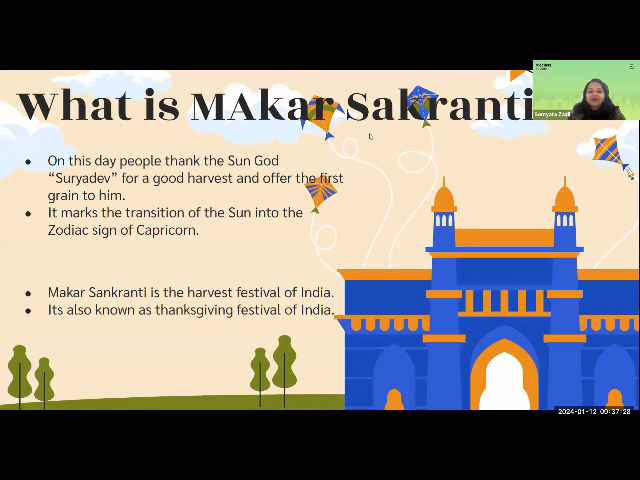 What is MAkar Sakranti
Somyata Zaidi
● On this day people thank the Sun God
“Suryadev” for a good harvest and offer the first
grain to him.
● It marks the transition of the Sun into the
Zodiac sign of Capricorn.
● Makar Sankranti is the harvest festival of India.
● Its also known as thanksgiving festival of India.
2024-01-12 09:37:28